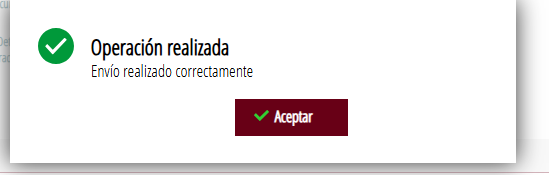 Operación realizada
Envío realizado correctamente
Aceptar